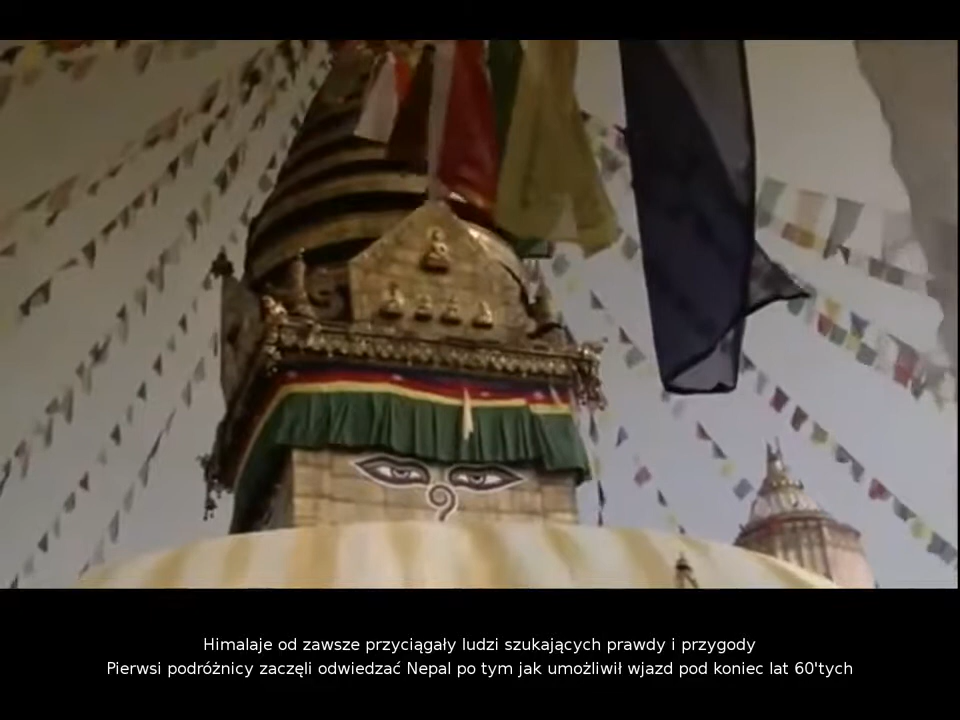 Himalaje od zawsze przyciągały ludzi szukających prawdy i przygody
Pierwsi podróżnicy zaczęli odwiedzać Nepal po tym jak umożliwił wjazd pod koniec lat 60'tych